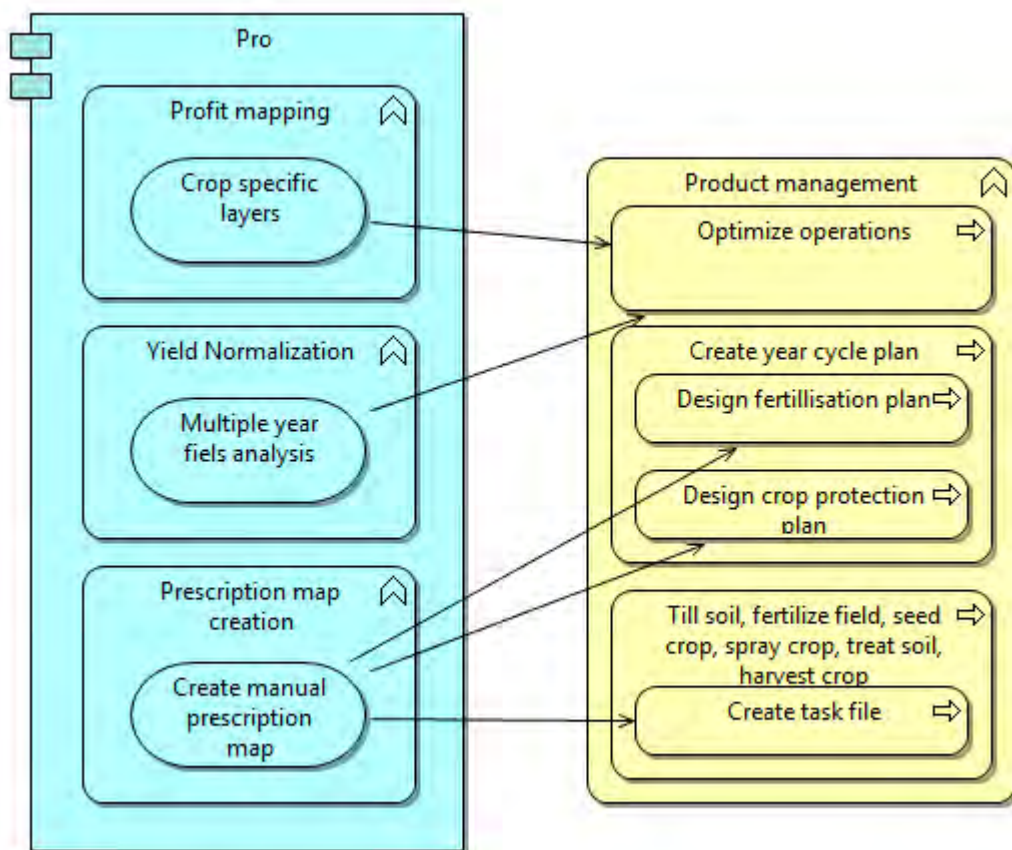 Pro
Profit mapping
Crop specific
layers
Yield Normalization
Multiple year
fiels analysis
Prescription map
creation
Create manual
prescription
map
Product management
Optimize operations
Create year cycle plan
Design fertillisation plan
Design crop protection
plan
Till soil, fertilize field, seed
crop, spray crop, treat soil,
harvest crop
Create task file